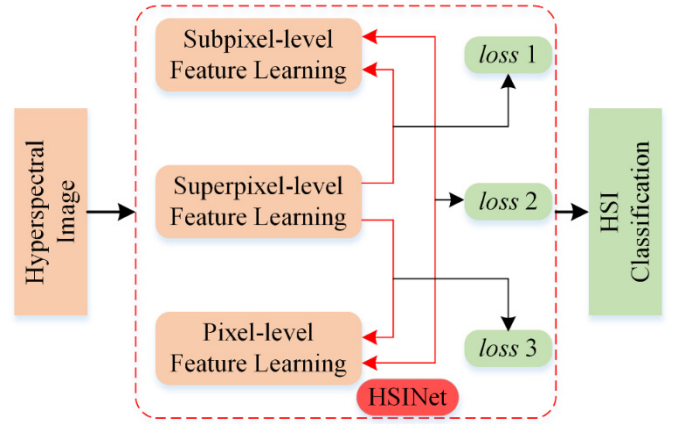 Hyperspectral
Image
Subpixel-level
Feature Learning
Superpixel-level
Feature Learning
Pixel-level
Feature Learning
loss 1
loss 2
loss 3
HSINet
HSI
Classification